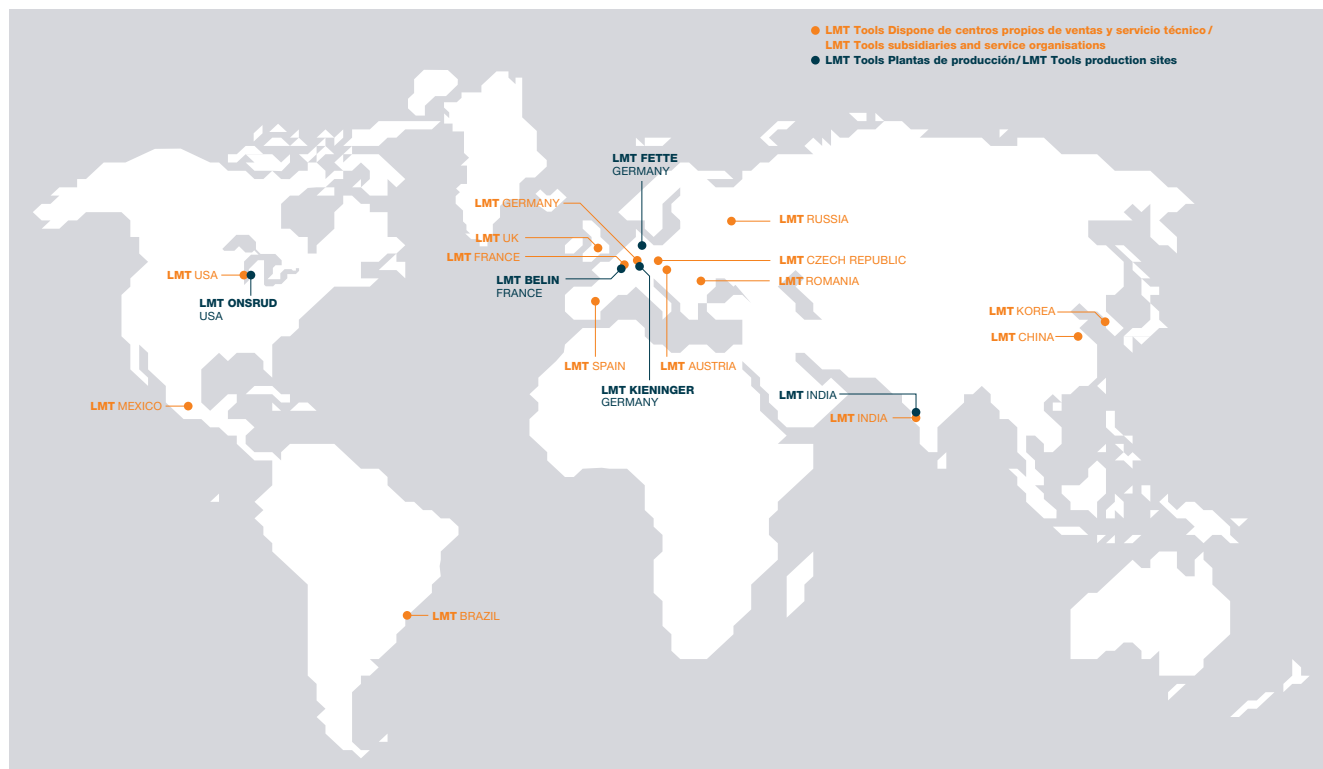 LMT Tools Dispone de centros propios de ventas y servicio técnico/
LMT Tools subsidiaries and service organisations
LMT Tools Plantas de producción/LMT Tools production sites
LMT FETTE
GERMANY
LMT GERMANY
LMT RUSSIA
LMT UK
LMT FRANCE
LMT CZECH REPUBLIC
LMT USA
LMT BELIN
FRANCE
LMT ROMANIA
LMT ONSRUD
USA
LMT KOREA
LMT CHINA
LMT SPAIN
LMT AUSTRIA
LMT KIENINGER
GERMANY
LMT INDIA
LMT MEXICO
LMT INDIA
LMT BRAZIL